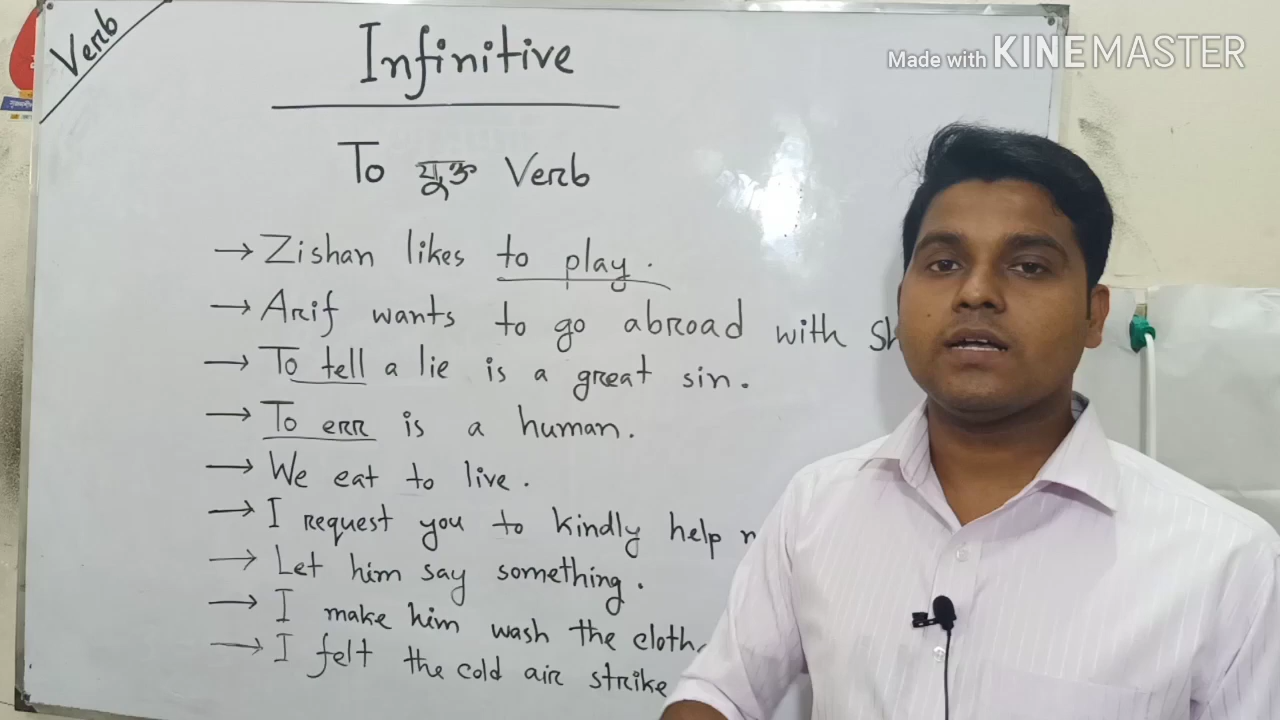 Verb
Infinitive
Made with KINEMASTER
To যুক্ত Verb
→ Zishan likes to play.
→ Arif wants to go abroad with
→ To tell a lie is a great sin.
→ To err is a human.
→ We eat to live.
→ I request you to kindly help
→ Let him say something.
→ I make him wash the
→ I felt the cold air strike